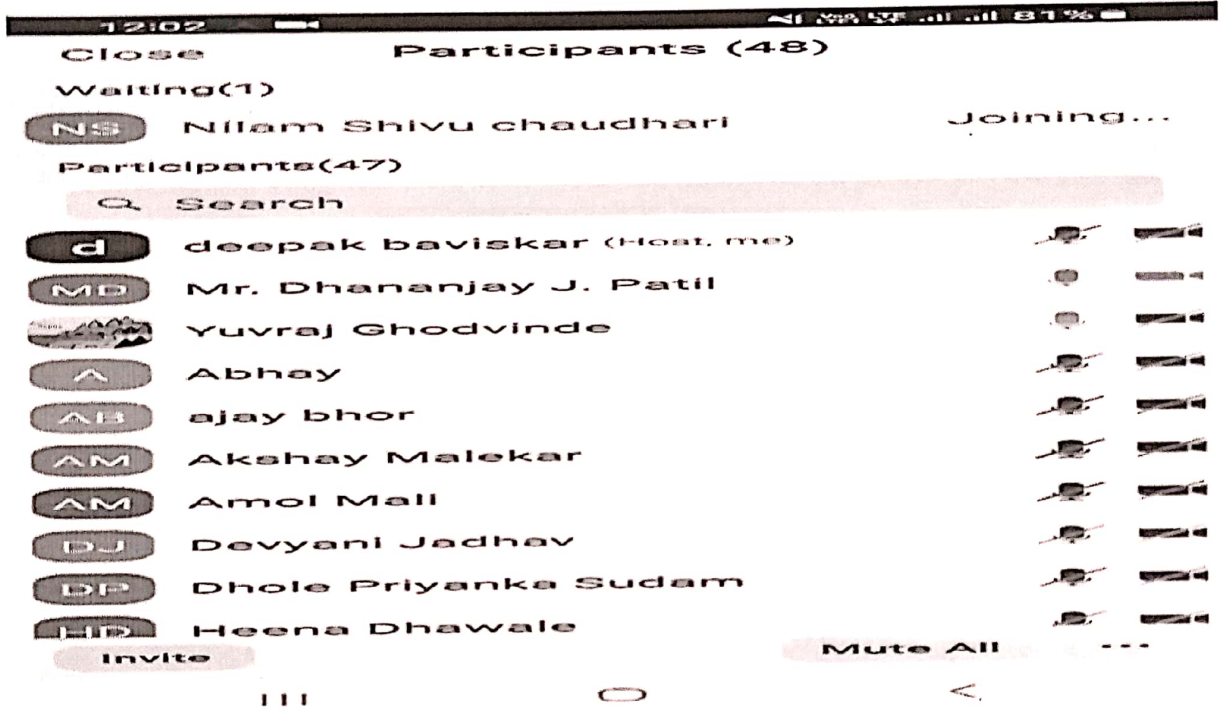 12:02 81%
Close Participants (48)
Waiting(1)
NS Nilam Shivu chaudhari Joining...
Participants(47)
Search
d deepak baviskar (Host, me)
MD Mr. Dhananjay J. Patil
Yuvraj Ghodvinde
A Abhay
AB ajay bhor
AM Akshay Malekar
AM Amol Mali
DJ Devyani Jadhav
DP Dhole Priyanka Sudam
HD Heena Dhawale
Invite Mute All ...